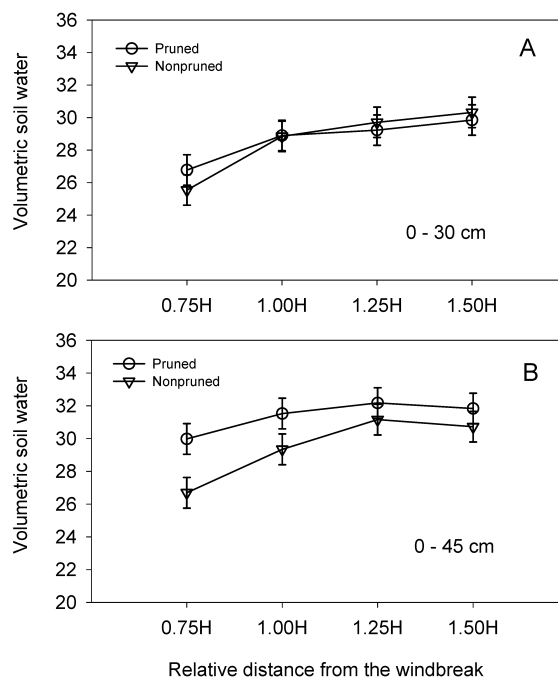 36
34
32
30
28
26
24
22
20
Volumetric soil water
Pruned
Nonpruned
A
0 - 30 cm
0.75H 1.00H 1.25H 1.50H
36
34
32
30
28
26
24
22
20
Volumetric soil water
Pruned
Nonpruned
B
0 - 45 cm
0.75H 1.00H 1.25H 1.50H
Relative distance from the windbreak